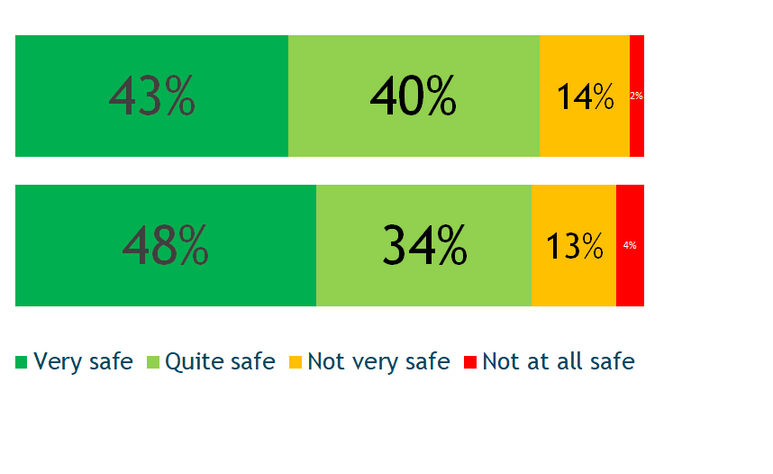 43% 40% 14% 2%
48% 34% 13% 4%
Very safe Quite safe Not very safe Not at all safe